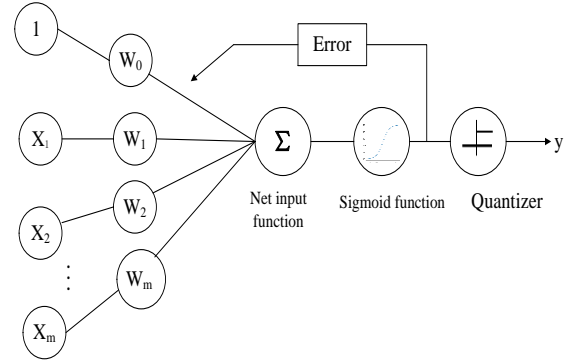 1
W₀
Error
X₁
W₁
Σ
y
Net input
function
Sigmoid function
Quantizer
X₂
W₂
⋮
Xₘ
Wₘ